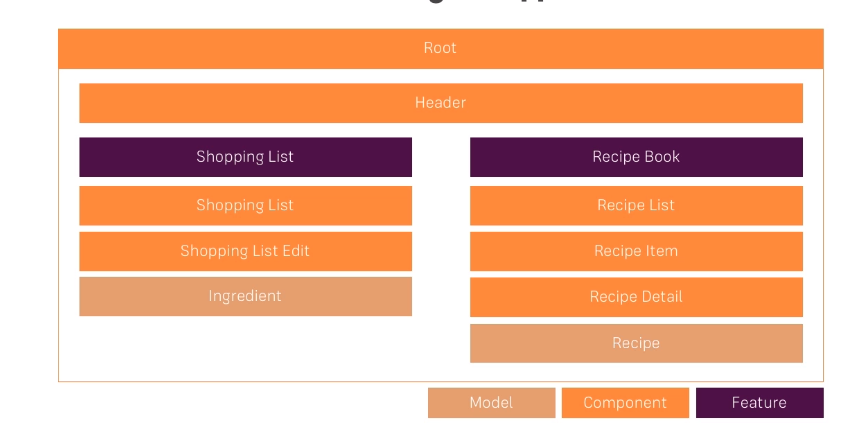 Root
Header
Shopping List
Shopping List
Shopping List Edit
Ingredient
Recipe Book
Recipe List
Recipe Item
Recipe Detail
Recipe
Model
Component
Feature